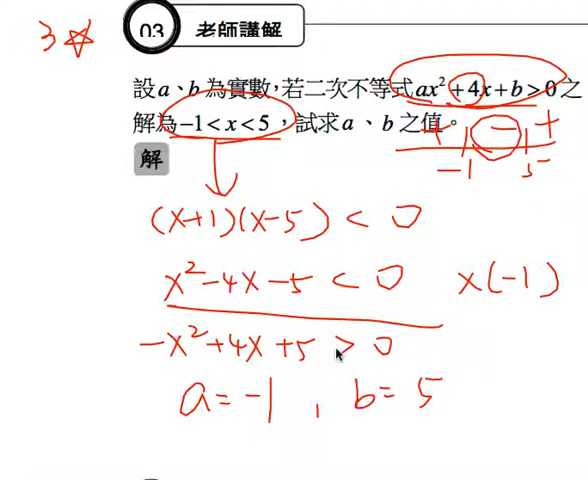 3☆ 03 老師講解
設a、b為實數,若二次不等式ax²+4x+b>0之
解為−1<x<5,試求a、b之值。
+ − +
−1 5
解
(x+1)(x-5) < 0
x²-4x-5 < 0 x(-1)
-x²+4x+5 > 0
a=-1, b=5